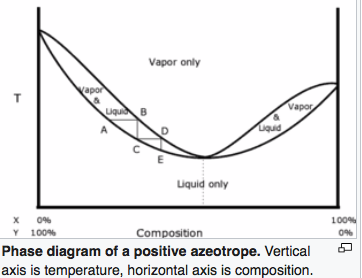 Vapor only
T
Vapor
&
Liquid
B
A
D
C
E
Vapor
&
Liquid
Liquid only
X 0% 100%
Y 100% Composition 0%
Phase diagram of a positive azeotrope. Vertical
axis is temperature, horizontal axis is composition.